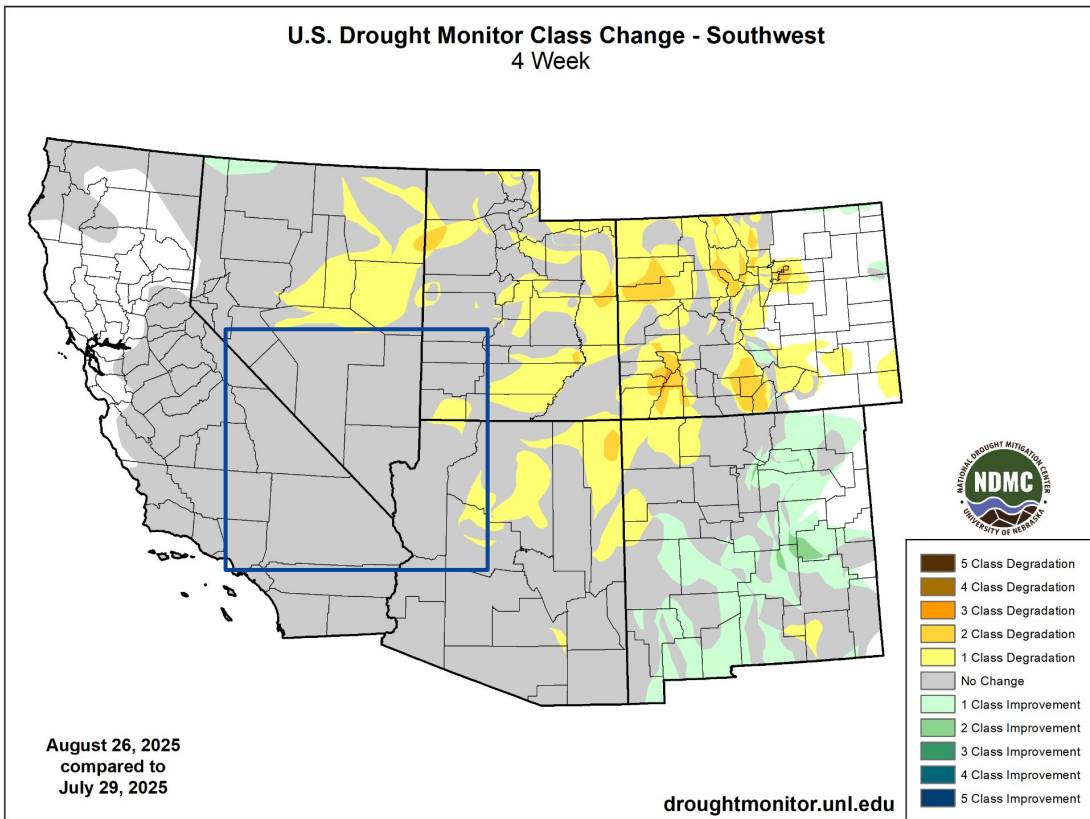 U.S. Drought Monitor Class Change - Southwest
4 Week
NATIONAL DROUGHT MITIGATION CENTER
NDMC
UNIVERSITY OF NEBRASKA
5 Class Degradation
4 Class Degradation
3 Class Degradation
2 Class Degradation
1 Class Degradation
No Change
1 Class Improvement
2 Class Improvement
3 Class Improvement
4 Class Improvement
5 Class Improvement
August 26, 2025
compared to
July 29, 2025
droughtmonitor.unl.edu